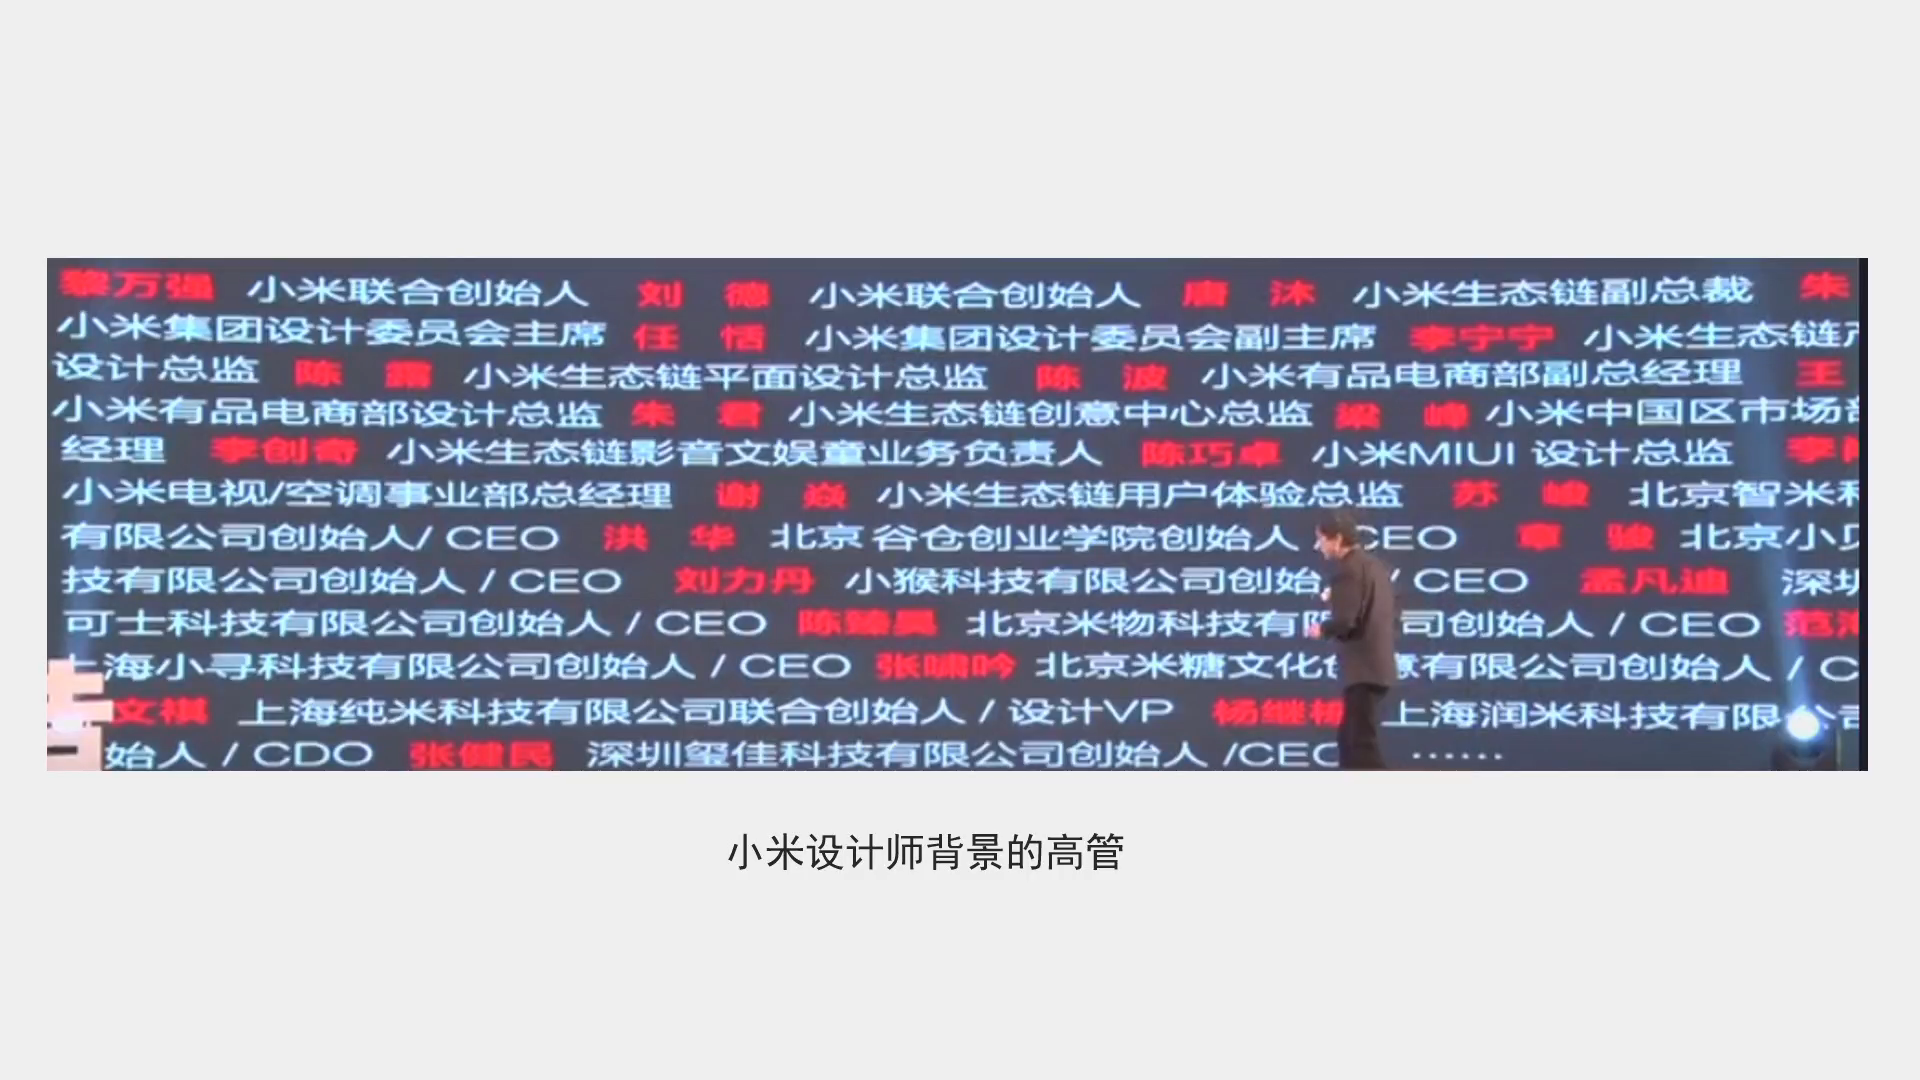 黎万强 小米联合创始人 刘德 小米联合创始人 唐沐 小米生态链副总裁 朱
小米集团设计委员会主席 任恬 小米集团设计委员会副主席 李宁宁 小米生态链
设计总监 陈露 小米生态链平面设计总监 陈波 小米有品电商部副总经理 王
小米有品电商部设计总监 朱君 小米生态链创意中心总监 梁峰 小米中国区市场部
经理 李创奇 小米生态链影音文娱童业务负责人 陈巧卓 小米MIUI 设计总监 李
小米电视/空调事业部总经理 谢焱 小米生态链用户体验总监 苏峻 北京智米科
有限公司创始人/ CEO 洪华 北京谷仓创业学院创始人 CEO 章骏 北京小
技有限公司创始人 / CEO 刘力丹 小猴科技有限公司创始 / CEO 孟凡迪 深圳
可士科技有限公司创始人 / CEO 陈臻昊 北京米物科技有 司创始人 / CEO 范海
上海小寻科技有限公司创始人 / CEO 张啸吟 北京米糖文化创意有限公司创始人 / C
文祺 上海纯米科技有限公司联合创始人 / 设计VP 杨继栋 上海润米科技有限公司
始人 / CDO 张健民 深圳玺佳科技有限公司创始人 /CEO ……
小米设计师背景的高管